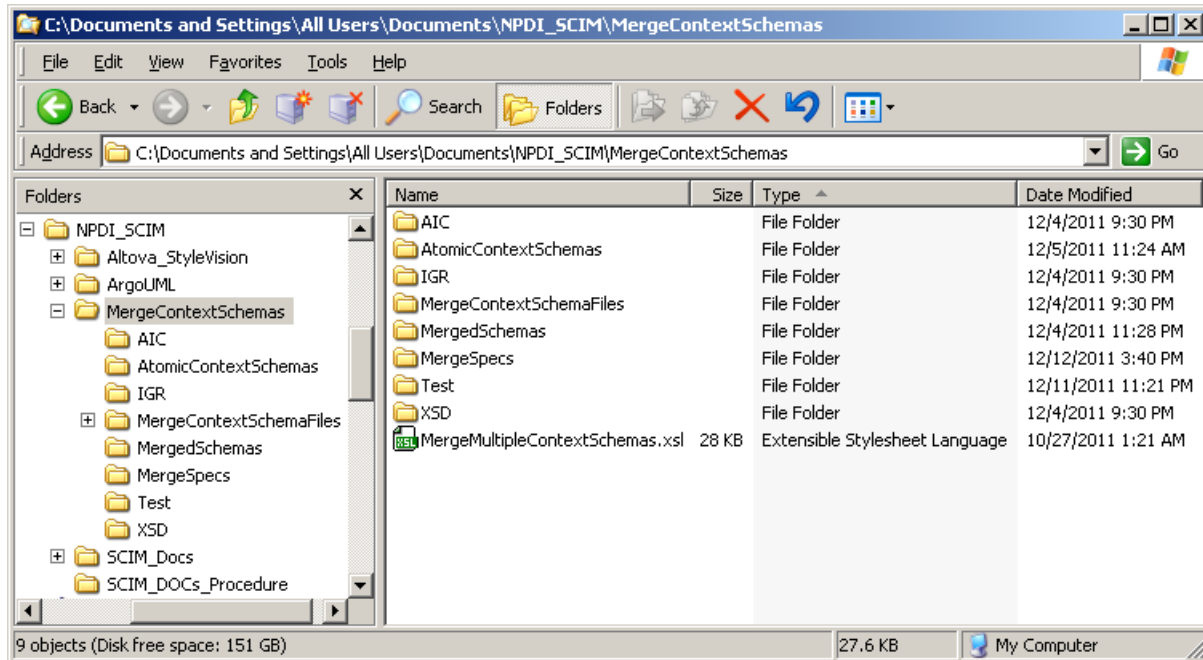 C:\Documents and Settings\All Users\Documents\NPDI_SCIM\MergeContextSchemas
File Edit View Favorites Tools Help
Back Search Folders
Address C:\Documents and Settings\All Users\Documents\NPDI_SCIM\MergeContextSchemas Go
Folders
NPDI_SCIM
Altova_StyleVision
ArgoUML
MergeContextSchemas
AIC
AtomicContextSchemas
IGR
MergeContextSchemaFiles
MergedSchemas
MergeSpecs
Test
XSD
SCIM_Docs
SCIM_DOCs_Procedure
Name Size Type Date Modified
AIC File Folder 12/4/2011 9:30 PM
AtomicContextSchemas File Folder 12/5/2011 11:24 AM
IGR File Folder 12/4/2011 9:30 PM
MergeContextSchemaFiles File Folder 12/4/2011 9:30 PM
MergedSchemas File Folder 12/4/2011 11:28 PM
MergeSpecs File Folder 12/12/2011 3:40 PM
Test File Folder 12/11/2011 11:21 PM
XSD File Folder 12/4/2011 9:30 PM
XSL MergeMultipleContextSchemas.xsl 28 KB Extensible Stylesheet Language 10/27/2011 1:21 AM
9 objects (Disk free space: 151 GB) 27.6 KB My Computer